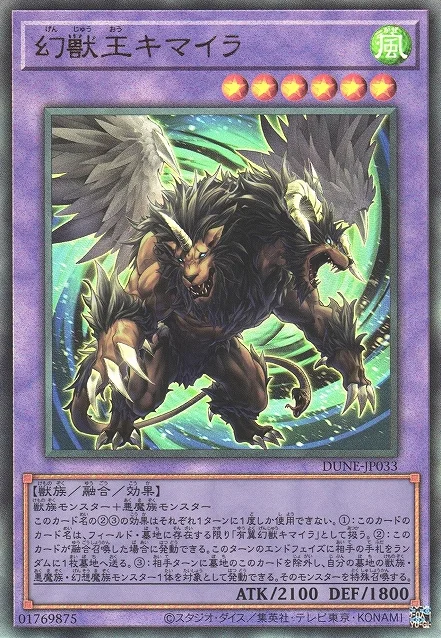 幻獣王キマイラ
風
DUNE-JP033
【獣族/融合/効果】
獣族モンスター+悪魔族モンスター
このカード名の②③の効果はそれぞれ1ターンに1度しか使用できない。①:このカードの
カード名は、フィールド・墓地に存在する限り「有翼幻獣キマイラ」として扱う。②:この
カードが融合召喚した場合に発動できる。このターンのエンドフェイズに相手の手札をラン
ダムに1枚墓地へ送る。③:相手ターンに墓地のこのカードを除外し、自分の墓地の獣族・
悪魔族・幻想魔族モンスター1体を対象として発動できる。そのモンスターを特殊召喚する。
ATK/2100 DEF/1800
01769875
©スタジオ・ダイス/集英社・テレビ東京・KONAMI